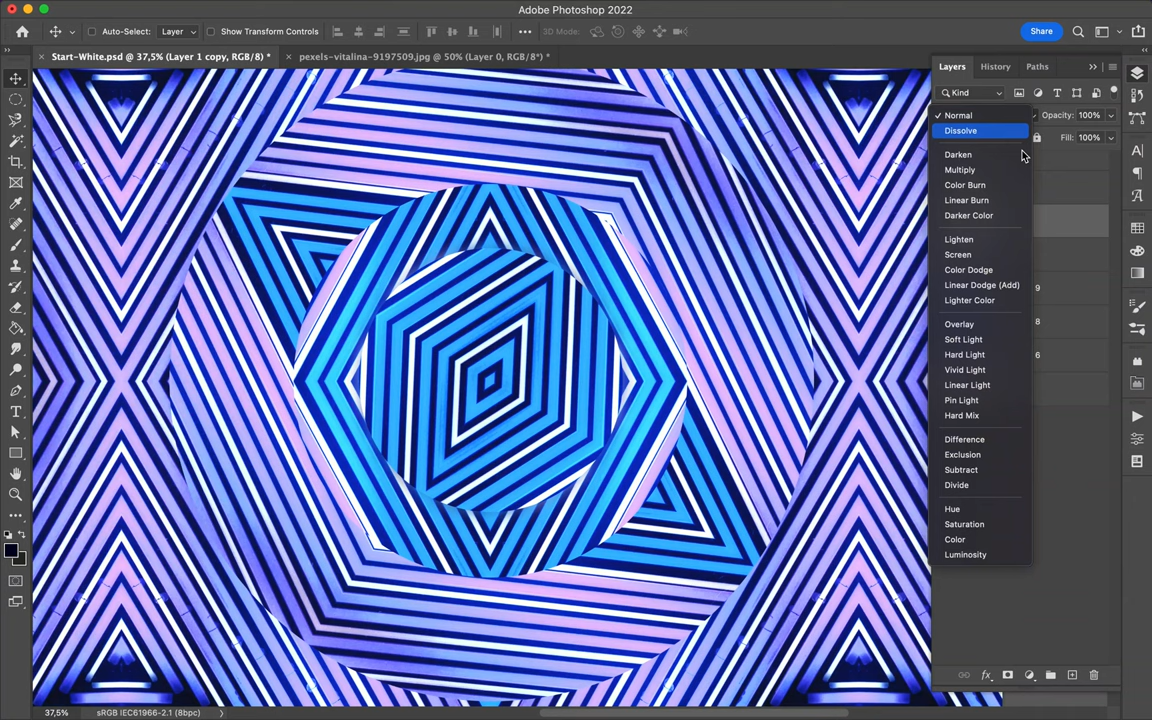 Adobe Photoshop 2022
Auto-Select: Layer Show Transform Controls 3D Mode: Share
Start-White.psd @ 37,5% (Layer 1 copy, RGB/8) * pexels-vitalina-9197509.jpg @ 50% (Layer 0, RGB/8*) *
Layers History Paths
Kind
Normal Opacity: 100%
Dissolve
Fill: 100%
Darken
Multiply
Color Burn
Linear Burn
Darker Color
Lighten
Screen
Color Dodge
Linear Dodge (Add) 9
Lighter Color
Overlay 8
Soft Light
Hard Light 6
Vivid Light
Linear Light
Pin Light
Hard Mix
Difference
Exclusion
Subtract
Divide
Hue
Saturation
Color
Luminosity
fx
37,5% sRGB IEC61966-2.1 (8bpc)